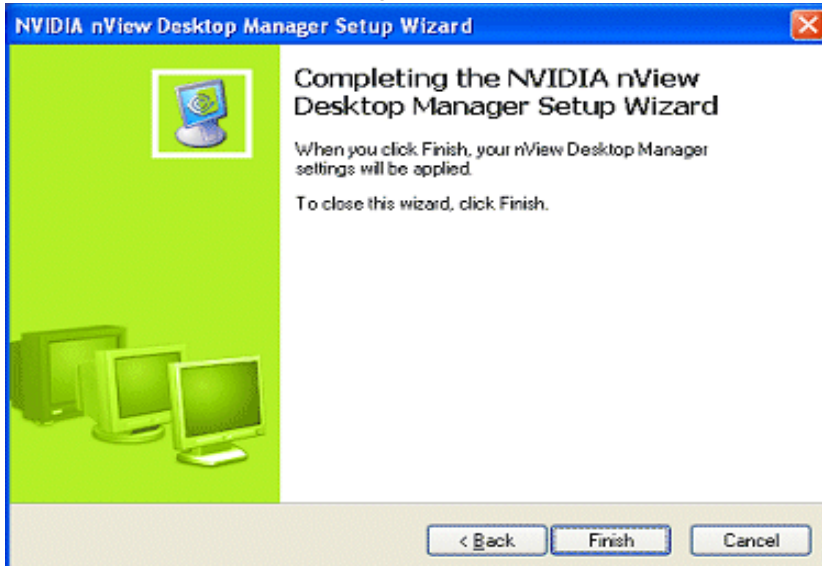 NVIDIA nView Desktop Manager Setup Wizard
Completing the NVIDIA nView
Desktop Manager Setup Wizard
When you click Finish, your nView Desktop Manager
settings will be applied.
To close this wizard, click Finish.
< Back
Finish
Cancel